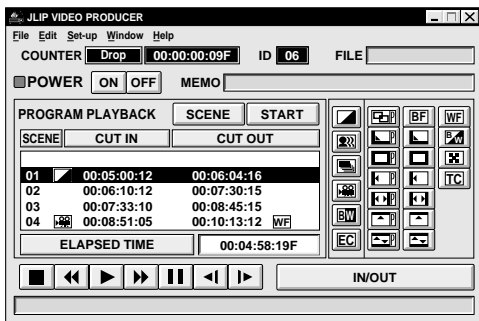 JLIP VIDEO PRODUCER
File Edit Set-up Window Help
COUNTER Drop 00:00:00:09F ID 06 FILE
POWER ON OFF MEMO
PROGRAM PLAYBACK SCENE START
SCENE CUT IN CUT OUT
01 00:05:00:12 00:06:04:16
02 00:06:10:12 00:07:30:15
03 00:07:33:10 00:08:45:15
04 00:08:51:05 00:10:13:12 WF
ELAPSED TIME 00:04:58:19F
P BF WF
P B/W
P
P TC
P
BW P
EC P
IN/OUT